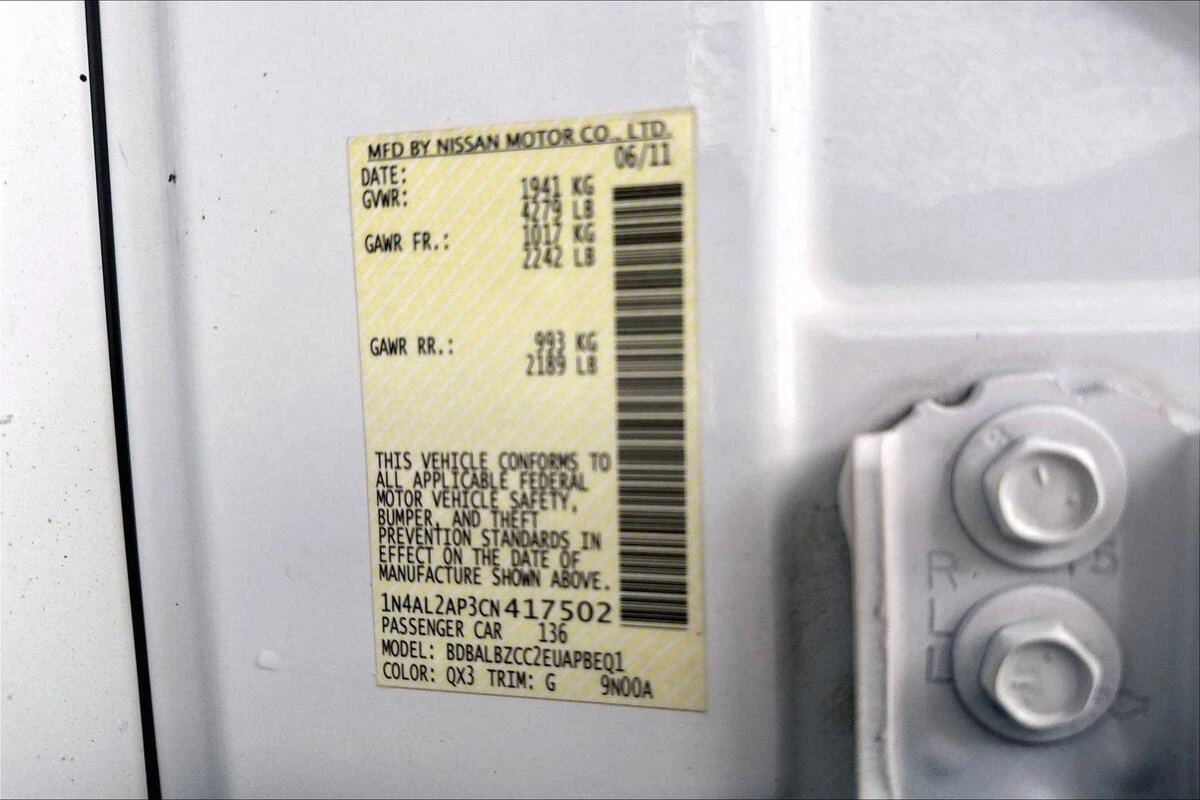 MFD BY NISSAN MOTOR CO., LTD.
DATE: 06/11
GVWR: 1941 KG
4279 LB
GAWR FR.: 1017 KG
2242 LB
GAWR RR.: 993 KG
2189 LB
THIS VEHICLE CONFORMS TO
ALL APPLICABLE FEDERAL
MOTOR VEHICLE SAFETY,
BUMPER, AND THEFT
PREVENTION STANDARDS IN
EFFECT ON THE DATE OF
MANUFACTURE SHOWN ABOVE.
1N4AL2AP3CN417502
PASSENGER CAR 136
MODEL: BDBALBZCC2EUAPBEQ1
COLOR: QX3 TRIM: G 9N00A